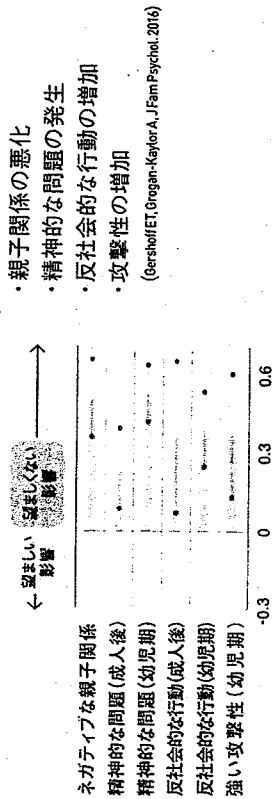 ・親子関係の悪化
・精神的な問題の発生
・反社会的な行動の増加
・攻撃性の増加
(Gershoff ET, Grogan-Kaylor A, J Fam Psychol. 2016)
← 望ましい影響
望ましくない影響 →
ネガティブな親子関係
精神的な問題(成人後)
精神的な問題(幼児期)
反社会的な行動(成人後)
反社会的な行動(幼児期)
強い攻撃性(幼児期)
-0.3 0 0.3 0.6